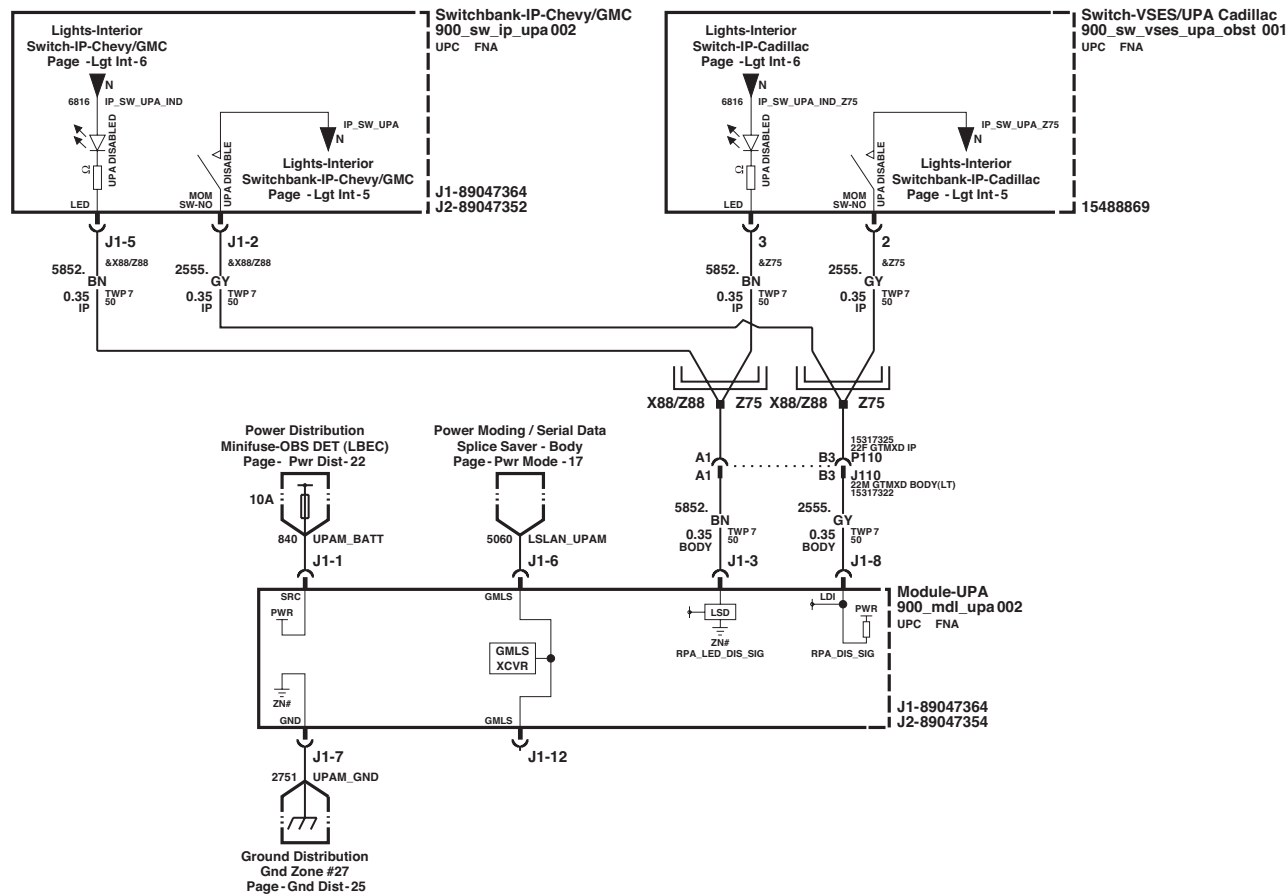 Switchbank-IP-Chevy/GMC
900_sw_ip_upa 002
UPC FNA
Lights-Interior
Switch-IP-Chevy/GMC
Page - Lgt Int-6
N
6816 IP_SW_UPA_IND
Ω
UPA DISABLED
LED
IP_SW_UPA
N
UPA DISABLE
Lights-Interior
Switchbank-IP-Chevy/GMC
Page - Lgt Int-5
MOM
SW-NO
J1-89047364
J2-89047352
Switch-VSES/UPA Cadillac
900_sw_vses_upa_obst 001
UPC FNA
Lights-Interior
Switch-IP-Cadillac
Page - Lgt Int-6
N
6816 IP_SW_UPA_IND_Z75
Ω
UPA DISABLED
LED
IP_SW_UPA_Z75
N
UPA DISABLE
Lights-Interior
Switchbank-IP-Cadillac
Page - Lgt Int-5
MOM
SW-NO
15488869
J1-5
&X88/Z88
5852.
BN
0.35 TWP 7
IP 50
J1-2
&X88/Z88
2555.
GY
0.35 TWP 7
IP 50
3
&Z75
5852.
BN
0.35 TWP 7
IP 50
2
&Z75
2555.
GY
0.35 TWP 7
IP 50
X88/Z88 Z75
X88/Z88 Z75
15317325
22F GTMXD IP
A1
B3 P110
A1
B3 J110
22M GTMXD BODY(LT)
15317322
Power Distribution
Minifuse-OBS DET (LBEC)
Page - Pwr Dist-22
10A
840 UPAM_BATT
J1-1
Power Moding / Serial Data
Splice Saver - Body
Page - Pwr Mode - 17
5060 LSLAN_UPAM
J1-6
5852.
BN
0.35 TWP 7
BODY 50
J1-3
2555.
GY
0.35 TWP 7
BODY 50
J1-8
Module-UPA
900_mdl_upa 002
UPC FNA
SRC
PWR
GMLS
GMLS
XCVR
LSD
ZN#
RPA_LED_DIS_SIG
LDI
PWR
RPA_DIS_SIG
ZN#
GND
GMLS
J1-89047364
J2-89047354
J1-7
J1-12
2751 UPAM_GND
Ground Distribution
Gnd Zone #27
Page - Gnd Dist-25